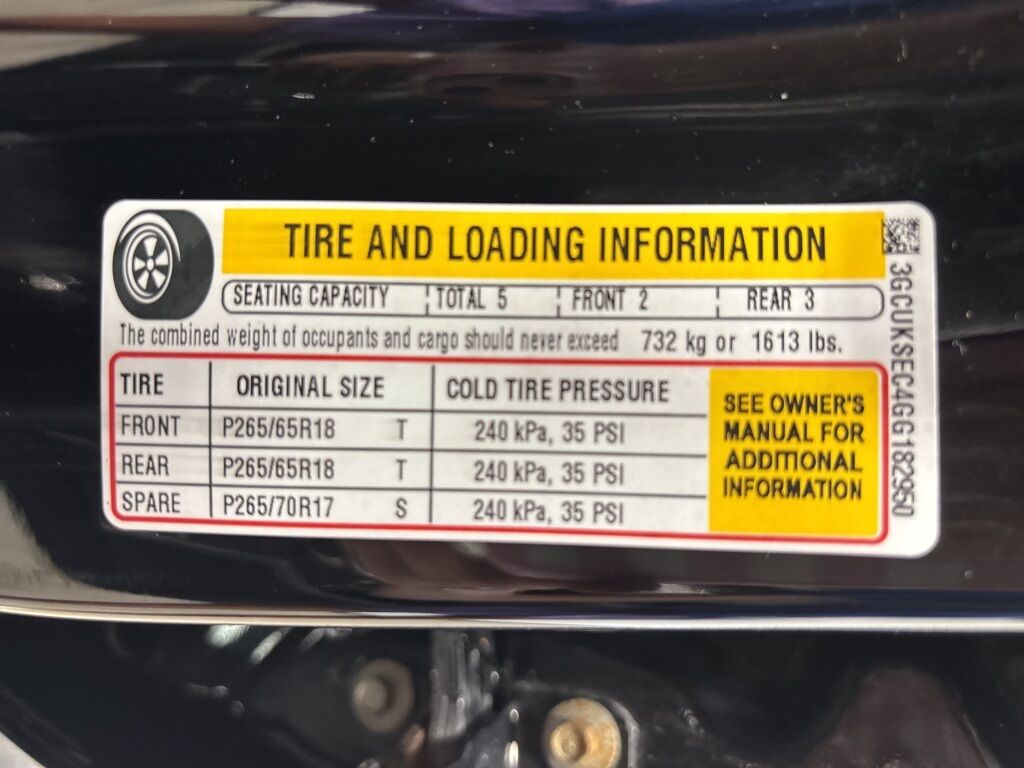 TIRE AND LOADING INFORMATION
SEATING CAPACITY TOTAL 5 FRONT 2 REAR 3
The combined weight of occupants and cargo should never exceed 732 kg or 1613 lbs.
TIRE ORIGINAL SIZE COLD TIRE PRESSURE
FRONT P265/65R18 T 240 kPa, 35 PSI
REAR P265/65R18 T 240 kPa, 35 PSI
SPARE P265/70R17 S 240 kPa, 35 PSI
SEE OWNER'S
MANUAL FOR
ADDITIONAL
INFORMATION
3GCUKSEC4GG182950